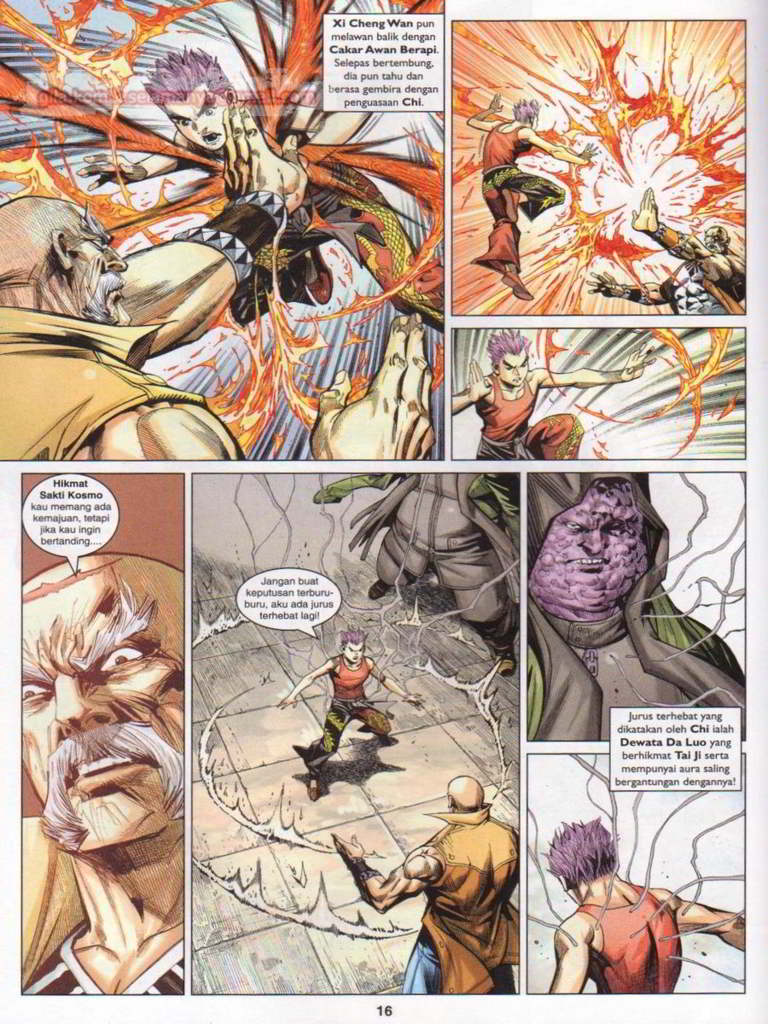 Xi Cheng Wan pun
melawan balik dengan
Cakar Awan Berapi.
Selepas bertembung,
dia pun tahu dan
berasa gembira dengan
penguasaan Chi.
Hikmat
Sakti Kosmo
kau memang ada
kemajuan, tetapi
jika kau ingin
bertanding....
Jangan buat
keputusan terburu-
buru, aku ada jurus
terhebat lagi!
Jurus terhebat yang
dikatakan oleh Chi ialah
Dewata Da Luo yang
berhikmat Tai Ji serta
mempunyai aura saling
bergantungan dengannya!
16